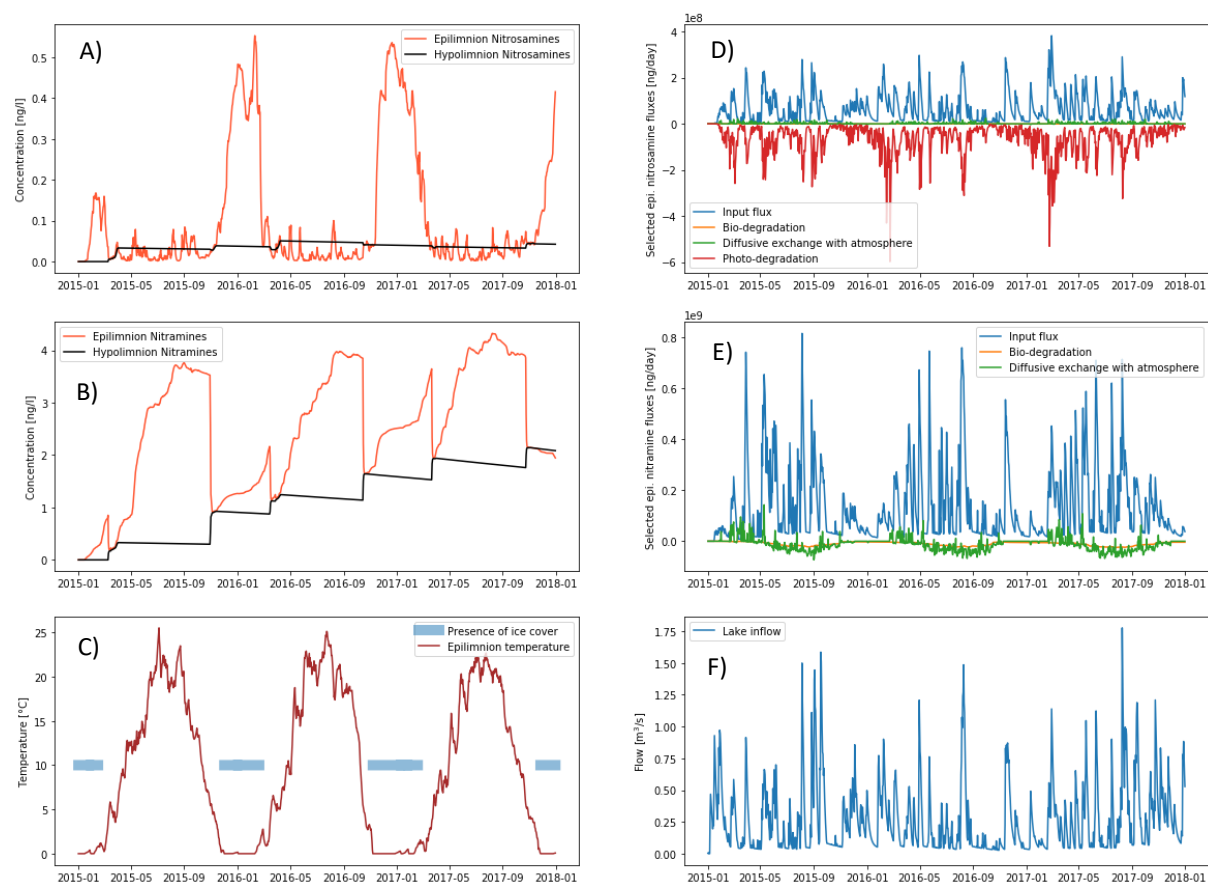 A)
Epilimnion Nitrosamines
Hypolimnion Nitrosamines
Concentration [ng/l]
0.5
0.4
0.3
0.2
0.1
0.0
2015-01 2015-05 2015-09 2016-01 2016-05 2016-09 2017-01 2017-05 2017-09 2018-01
D)
1e8
Selected epi. nitrosamine fluxes [ng/day]
4
2
0
−2
−4
−6
Input flux
Bio-degradation
Diffusive exchange with atmosphere
Photo-degradation
2015-01 2015-05 2015-09 2016-01 2016-05 2016-09 2017-01 2017-05 2017-09 2018-01
B)
Epilimnion Nitramines
Hypolimnion Nitramines
Concentration [ng/l]
4
3
2
1
0
2015-01 2015-05 2015-09 2016-01 2016-05 2016-09 2017-01 2017-05 2017-09 2018-01
E)
1e9
Selected epi. nitramine fluxes [ng/day]
0.8
0.6
0.4
0.2
0.0
Input flux
Bio-degradation
Diffusive exchange with atmosphere
2015-01 2015-05 2015-09 2016-01 2016-05 2016-09 2017-01 2017-05 2017-09 2018-01
C)
Presence of ice cover
Epilimnion temperature
Temperature [°C]
25
20
15
10
5
0
2015-01 2015-05 2015-09 2016-01 2016-05 2016-09 2017-01 2017-05 2017-09 2018-01
F)
Lake inflow
Flow [m³/s]
1.75
1.50
1.25
1.00
0.75
0.50
0.25
0.00
2015-01 2015-05 2015-09 2016-01 2016-05 2016-09 2017-01 2017-05 2017-09 2018-01